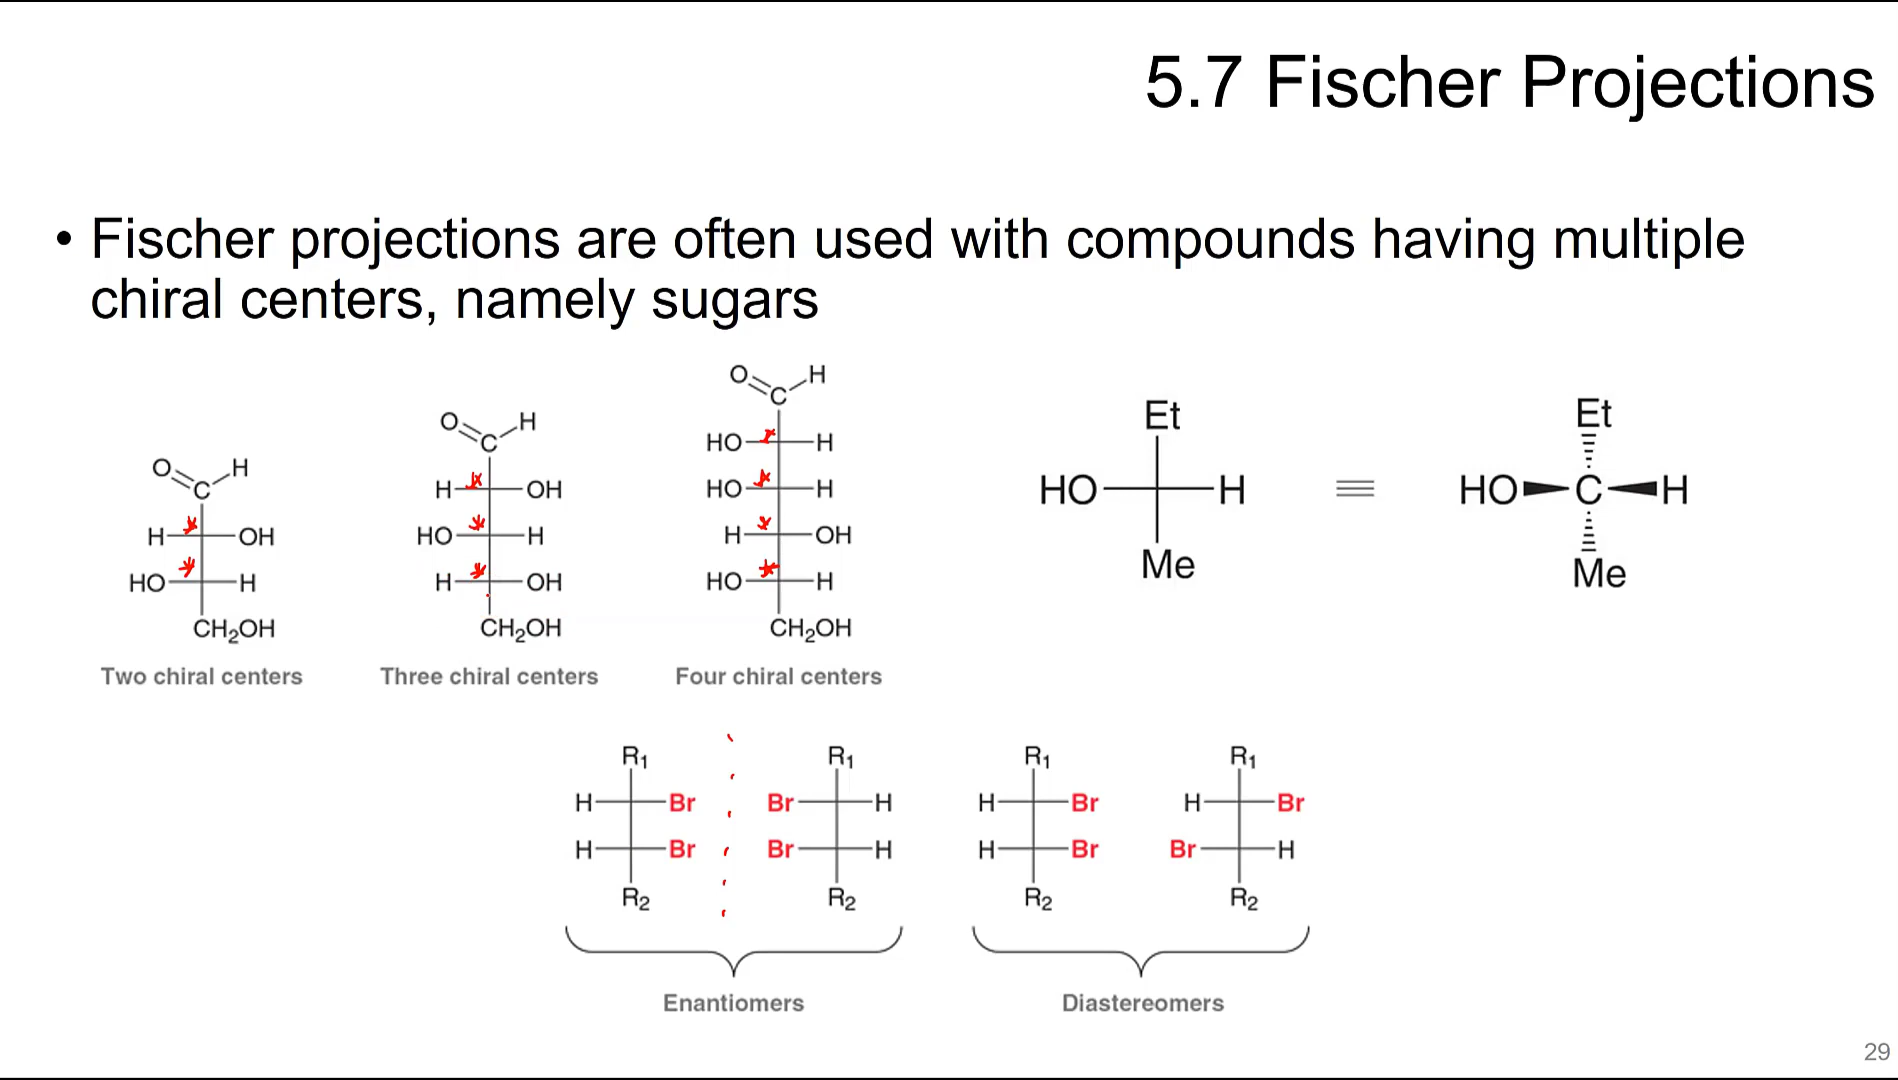 5.7 Fischer Projections
• Fischer projections are often used with compounds having multiple
chiral centers, namely sugars
O H
C
H OH
HO H
CH₂OH
Two chiral centers
O H
C
H OH
HO H
H OH
CH₂OH
Three chiral centers
O H
C
HO H
HO H
H OH
HO H
CH₂OH
Four chiral centers
Et
HO H
Me
≡
Et
HO C H
Me
R₁
H Br
H Br
R₂
R₁
Br H
Br H
R₂
Enantiomers
R₁
H Br
H Br
R₂
R₁
H Br
Br H
R₂
Diastereomers
29